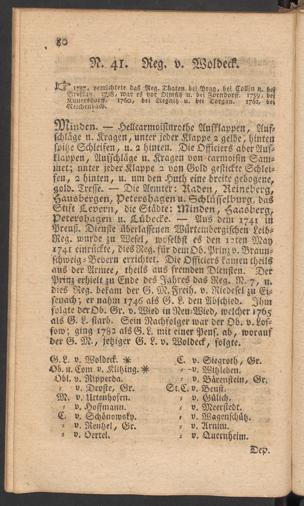 80
N. 41. Reg. v. Woldeck.
☞ 1757, verrichtete das Reg. Thaten bei Prag, bei Collin u. bei
Breslau. 1758, war es vor Olmütz u. bei Zorndorf. 1759, bei
Kunersdorf. 1760, bei Liegnitz u. bei Torgau. 1762, bei
Reichenbach.
Minden. — Hellcarmoisinrothe Aufklappen, Auf-
schläge u. Kragen, unter jeder Klappe 2 gelbe, hinten
spitze Schleifen, u. 2 hinten. Die Officiers aber Auf-
klappen, Aufschläge u. Kragen von carmoisin Sam-
met; unter jeder Klappe 2 von Gold gestickte Schlei-
fen, 2 hinten, u. um den Huth eine breite gebogene,
gold. Tresse. — Die Aemter: Raden, Reineberg,
Hausbergen, Petershagen u. Schlüsselburg, das
Stift Levern, die Städte: Minden, Hausberg,
Petershagen u. Lübecke. — Aus dem 1741 in
Preuß. Dienste überlassenen Würtembergischen Leib-
Reg. wurde zu Wesel, woselbst es den 12ten May
1741 einrückte, dies Reg. für dem Ob. Prinz v. Braun-
schweig-Bevern errichtet. Die Officiers kamen theils
aus der Armee, theils aus fremden Diensten. Der
Prinz erhielt zu Ende des Jahres das Reg. N. 7, u.
dies Reg. bekam der G. M. Freih. v. Riedesel zu Ei-
senach; er nahm 1746 als G. L. den Abschied. Ihm
folgte der Ob. Gr. v. Wied in Neu-Wied, welcher 1765
als G. L. starb. Sein Nachfolger war der Ob. v. Los-
sow; ging 1782 als G. L. mit einer Pens. ab, worauf
der G. M., jetziger G. L. v. Woldeck, folgte.
G. L. v. Woldeck. *
Ob. u. Com v. Klitzing. *
Obl. v. Ripperda.
, v. Droste, Gr.
M. v. Uttenhofen.
, v. Hoffmann.
C. v. Schönowsky.
, v. Rentzel, Gr.
, v. Oertel.
C. v. Siegroth, Gr.
, v. Witzleben.
, v. Bärenstein, Gr.
St. C. v. Beust.
, v. Gülich.
, v. Meerstedt.
, v. Wagenschütz.
, v. Arnim.
, v. Quernheim.
Dep.